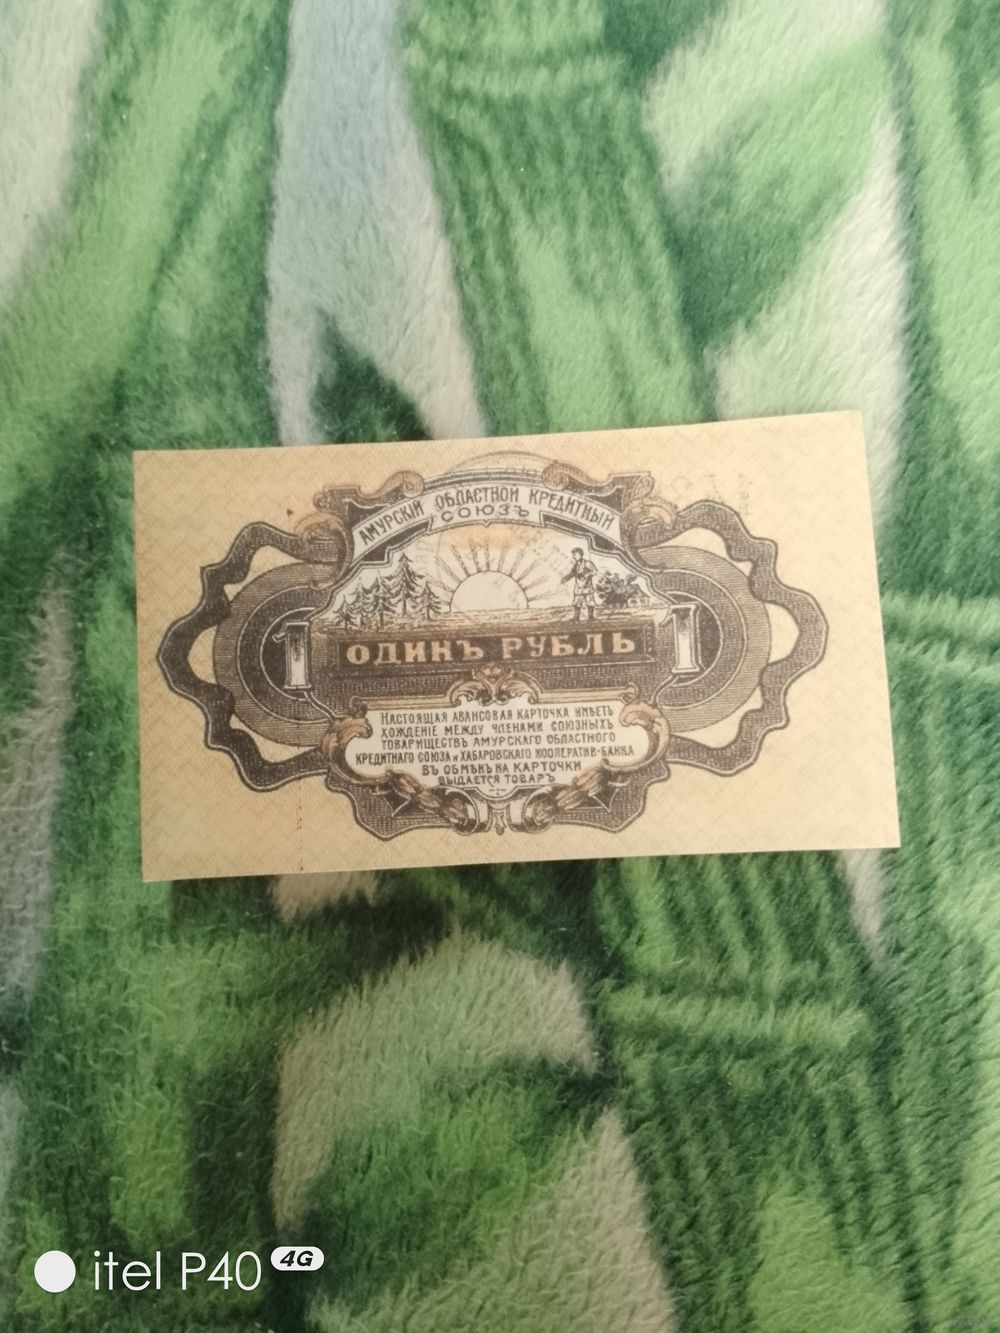 АМУРСКІЙ ОБЛАСТНОЙ КРЕДИТНЫЙ
СОЮЗЪ
1 ОДИНЪ РУБЛЬ 1
НАСТОЯЩАЯ АВАНСОВАЯ КАРТОЧКА ИМѢЕТЪ
ХОЖДЕНІЕ МЕЖДУ ЧЛЕНАМИ СОЮЗНЫХЪ
ТОВАРИЩЕСТВЪ АМУРСКАГО ОБЛАСТНОГО
КРЕДИТНАГО СОЮЗА И ХАБАРОВСКАГО КООПЕРАТИВ-БАНКА
ВЪ ОБМѢНЪ НА КАРТОЧКИ
ВЫДАЕТСЯ ТОВАРЪ
itel P40 4G